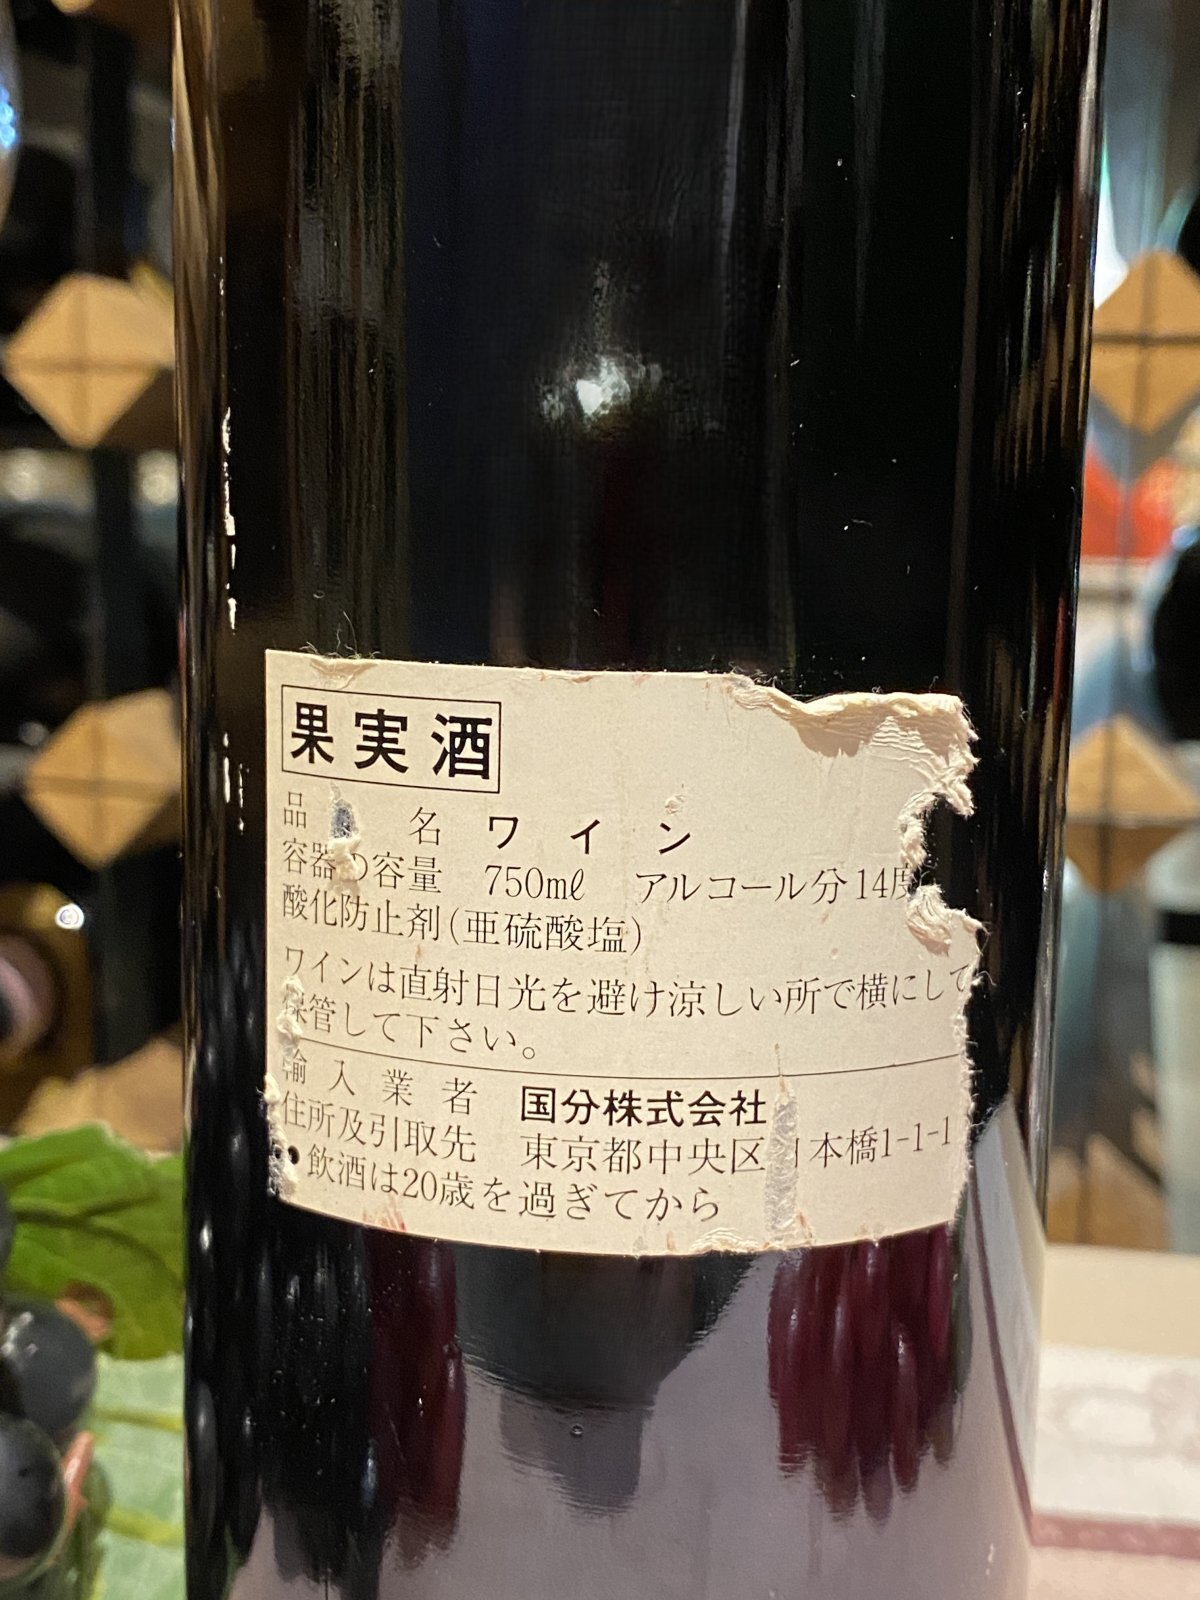 果実酒
品 名 ワイン
容器の容量 750mℓ アルコール分14度
酸化防止剤(亜硫酸塩)
ワインは直射日光を避け涼しい所で横にして
保管して下さい。
輸入業者 国分株式会社
住所及引取先 東京都中央区日本橋1-1-1
•飲酒は20歳を過ぎてから